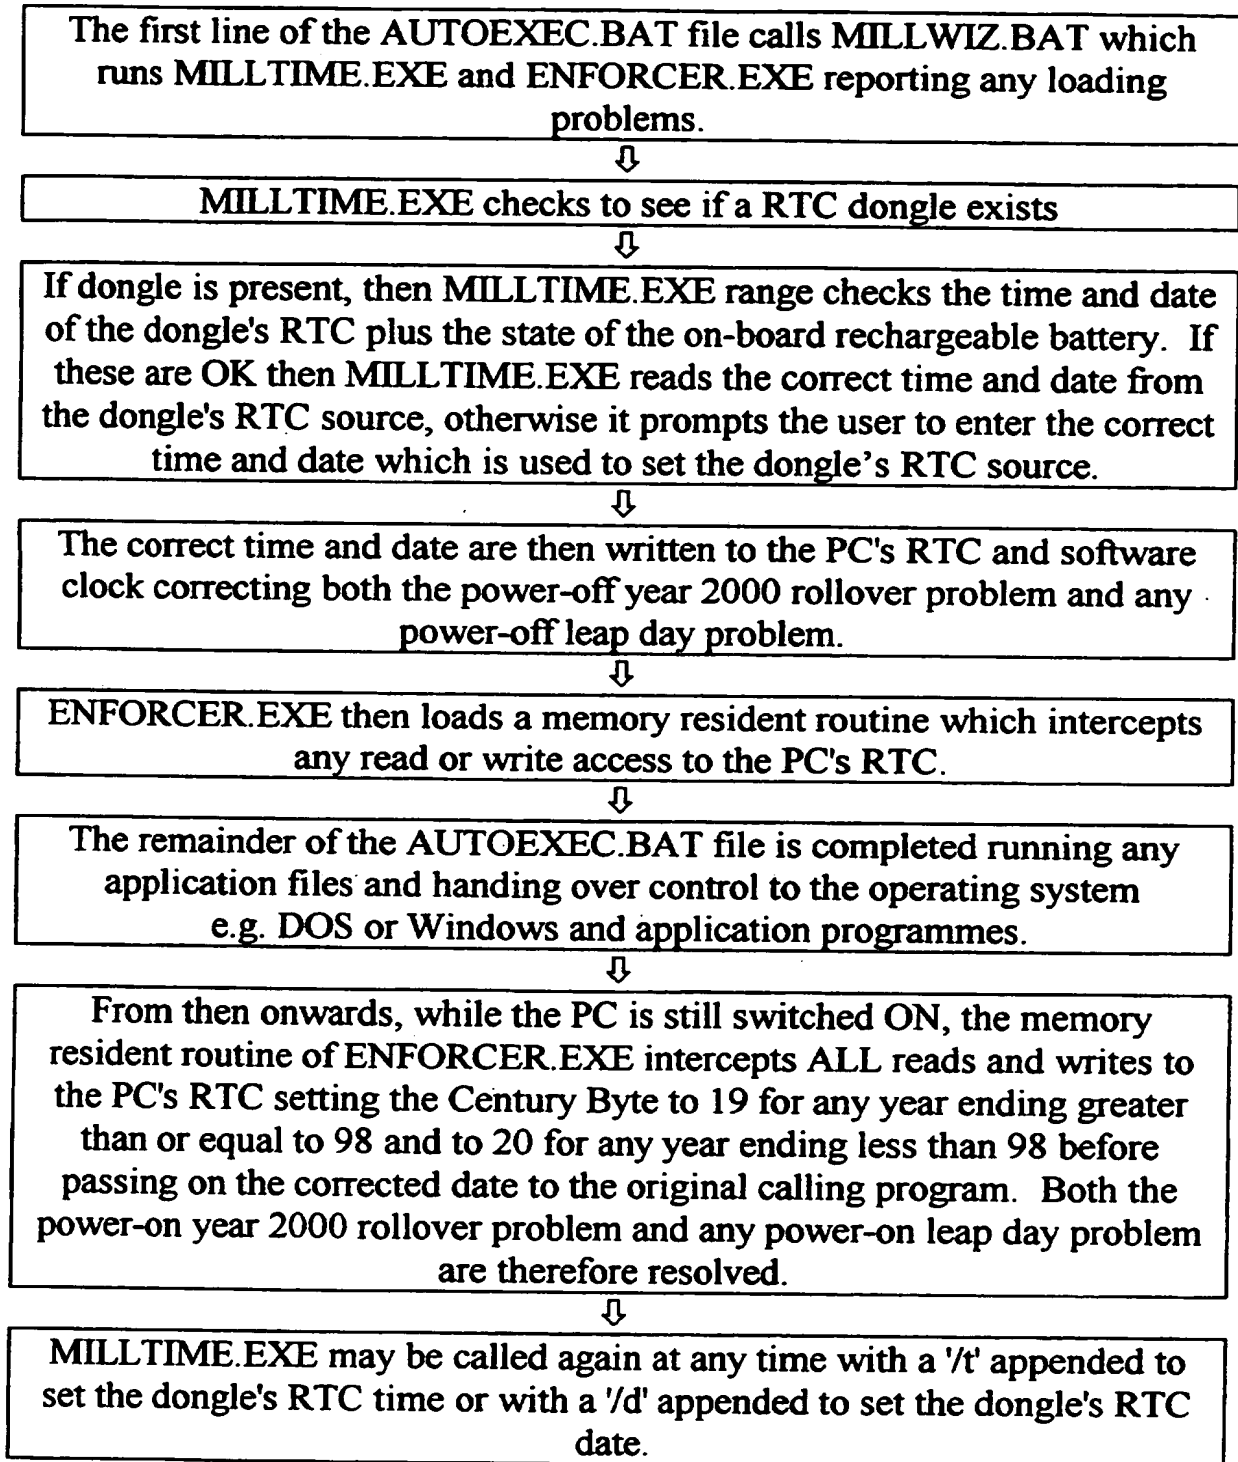 The first line of the AUTOEXEC.BAT file calls MILLWIZ.BAT which
runs MILLTIME.EXE and ENFORCER.EXE reporting any loading
problems.
MILLTIME.EXE checks to see if a RTC dongle exists
If dongle is present, then MILLTIME.EXE range checks the time and date
of the dongle's RTC plus the state of the on-board rechargeable battery. If
these are OK then MILLTIME.EXE reads the correct time and date from
the dongle's RTC source, otherwise it prompts the user to enter the correct
time and date which is used to set the dongle's RTC source.
The correct time and date are then written to the PC's RTC and software
clock correcting both the power-off year 2000 rollover problem and any
power-off leap day problem.
ENFORCER.EXE then loads a memory resident routine which intercepts
any read or write access to the PC's RTC.
The remainder of the AUTOEXEC.BAT file is completed running any
application files and handing over control to the operating system
e.g. DOS or Windows and application programmes.
From then onwards, while the PC is still switched ON, the memory
resident routine of ENFORCER.EXE intercepts ALL reads and writes to
the PC's RTC setting the Century Byte to 19 for any year ending greater
than or equal to 98 and to 20 for any year ending less than 98 before
passing on the corrected date to the original calling program. Both the
power-on year 2000 rollover problem and any power-on leap day problem
are therefore resolved.
MILLTIME.EXE may be called again at any time with a '/t' appended to
set the dongle's RTC time or with a '/d' appended to set the dongle's RTC
date.